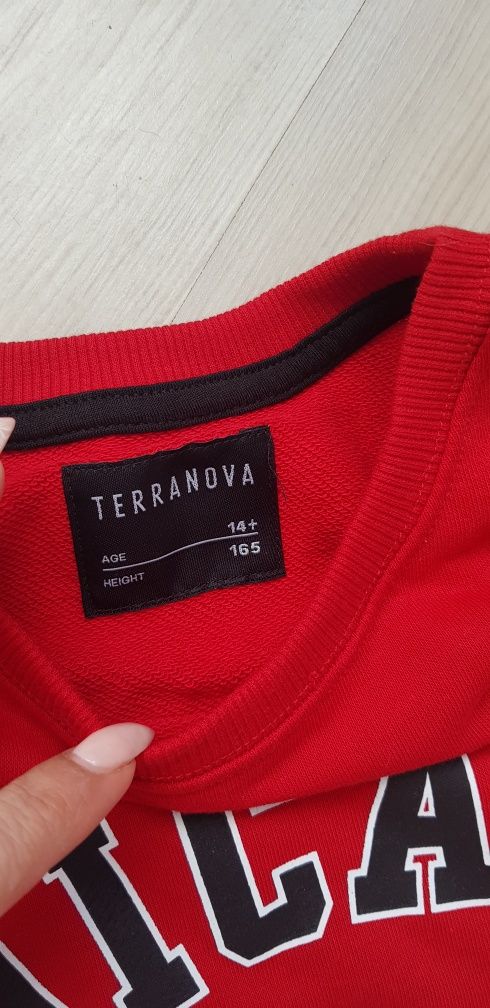 TERRANOVA
AGE 14+
HEIGHT 165
ICA